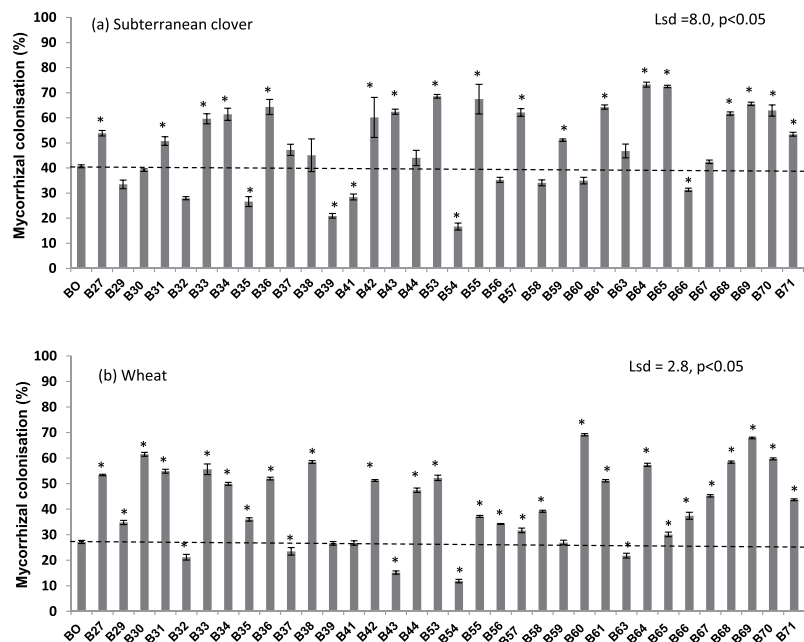 (a) Subterranean clover
Lsd =8.0, p<0.05
Mycorrhizal colonisation (%)
100
90
80
70
60
50
40
30
20
10
0
* * * * * * * * * * * * * * * * * * * * * * *
BO B27 B29 B30 B31 B32 B33 B34 B35 B36 B37 B38 B39 B41 B42 B43 B44 B53 B54 B55 B56 B57 B58 B59 B60 B61 B63 B64 B65 B66 B67 B68 B69 B70 B71
(b) Wheat
Lsd = 2.8, p<0.05
Mycorrhizal colonisation (%)
100
90
80
70
60
50
40
30
20
10
0
* * * * * * * * * * * * * * * * * * * * * * * * * * * * * * *
BO B27 B29 B30 B31 B32 B33 B34 B35 B36 B37 B38 B39 B41 B42 B43 B44 B53 B54 B55 B56 B57 B58 B59 B60 B61 B63 B64 B65 B66 B67 B68 B69 B70 B71